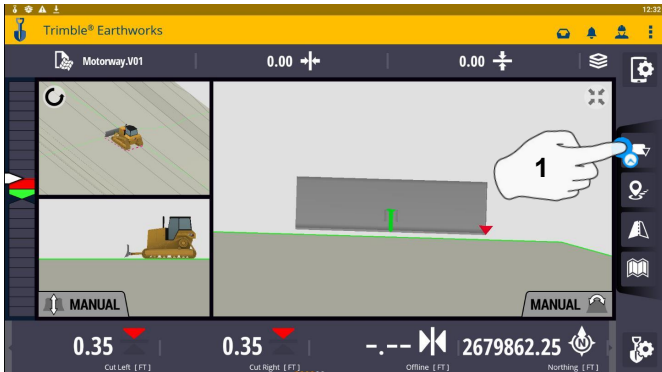 12:32
Trimble® Earthworks
Motorway.V01 0.00 0.00
1
MANUAL MANUAL
0.35 0.35 -.-- N 2679862.25
Cut Left [FT] Cut Right [FT] Offline [FT] Northing [FT]